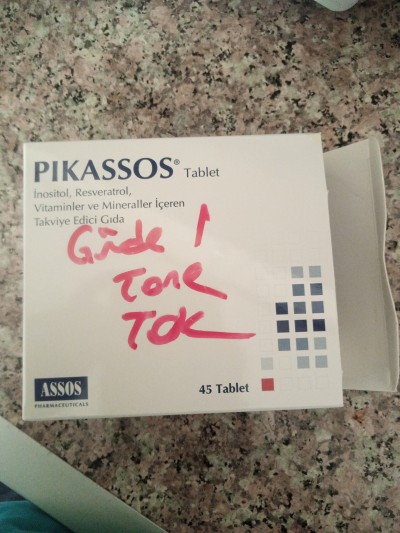 PIKASSOS® Tablet
İnositol, Resveratrol,
Vitaminler ve Mineraller İçeren
Takviye Edici Gıda
Günde 1
Tane
Tok
45 Tablet
ASSOS
PHARMACEUTICALS